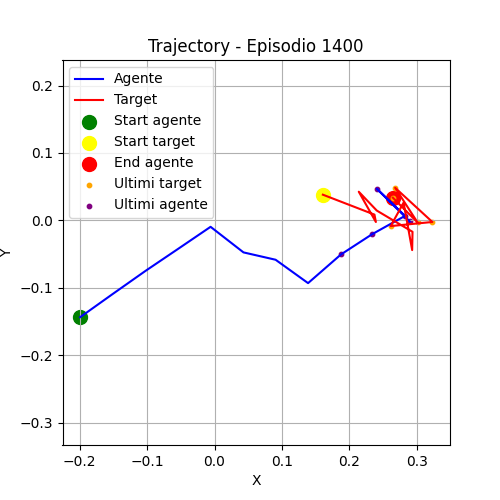 Trajectory - Episodio 1400
Agente
Target
Start agente
Start target
End agente
Ultimi target
Ultimi agente
0.2
0.1
0.0
−0.1
−0.2
−0.3
Y
−0.2
−0.1
0.0
0.1
0.2
0.3
X